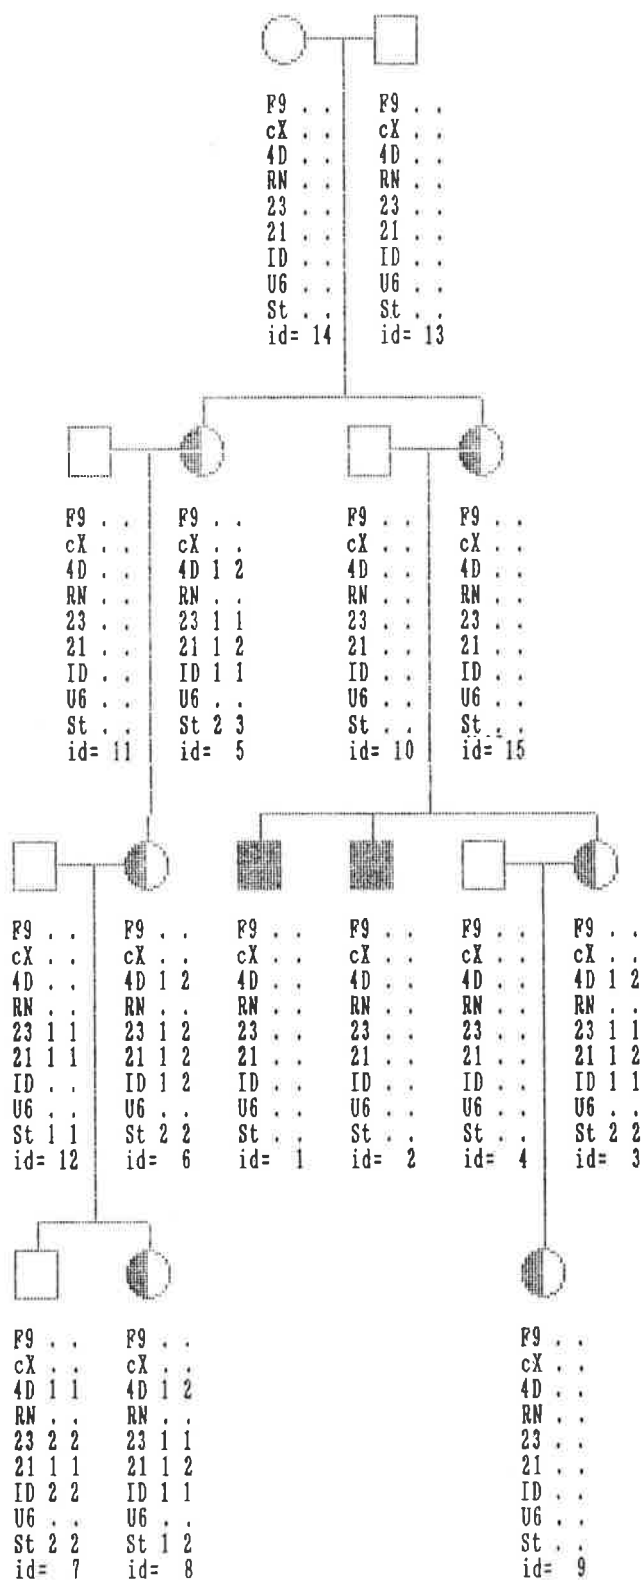 F9 . . F9 . .
cX . . cX . .
4D . . 4D . .
RN . . RN . .
23 . . 23 . .
21 . . 21 . .
ID . . ID . .
U6 . . U6 . .
St . . St . .
id= 14 id= 13
F9 . . F9 . . F9 . . F9 . .
cX . . cX . . cX . . cX . .
4D . . 4D 1 2 4D . . 4D . .
RN . . RN . . RN . . RN . .
23 . . 23 1 1 23 . . 23 . .
21 . . 21 1 2 21 . . 21 . .
ID . . ID 1 1 ID . . ID . .
U6 . . U6 . . U6 . . U6 . .
St . . St 2 3 St . . St . .
id= 11 id= 5 id= 10 id= 15
F9 . . F9 . . F9 . . F9 . . F9 . . F9 . .
cX . . cX . . cX . . cX . . cX . . cX . .
4D . . 4D 1 2 4D . . 4D . . 4D . . 4D 1 2
RN . . RN . . RN . . RN . . RN . . RN . .
23 1 1 23 1 2 23 . . 23 . . 23 . . 23 1 1
21 1 1 21 1 2 21 . . 21 . . 21 . . 21 1 2
ID . . ID 1 2 ID . . ID . . ID . . ID 1 1
U6 . . U6 . . U6 . . U6 . . U6 . . U6 . .
St 1 1 St 2 2 St . . St . . St . . St 2 2
id= 12 id= 6 id= 1 id= 2 id= 4 id= 3
F9 . . F9 . . F9 . .
cX . . cX . . cX . .
4D 1 1 4D 1 2 4D . .
RN . . RN . . RN . .
23 2 2 23 1 1 23 . .
21 1 1 21 1 2 21 . .
ID 2 2 ID 1 1 ID . .
U6 . . U6 . . U6 . .
St 2 2 St 1 2 St . .
id= 7 id= 8 id= 9